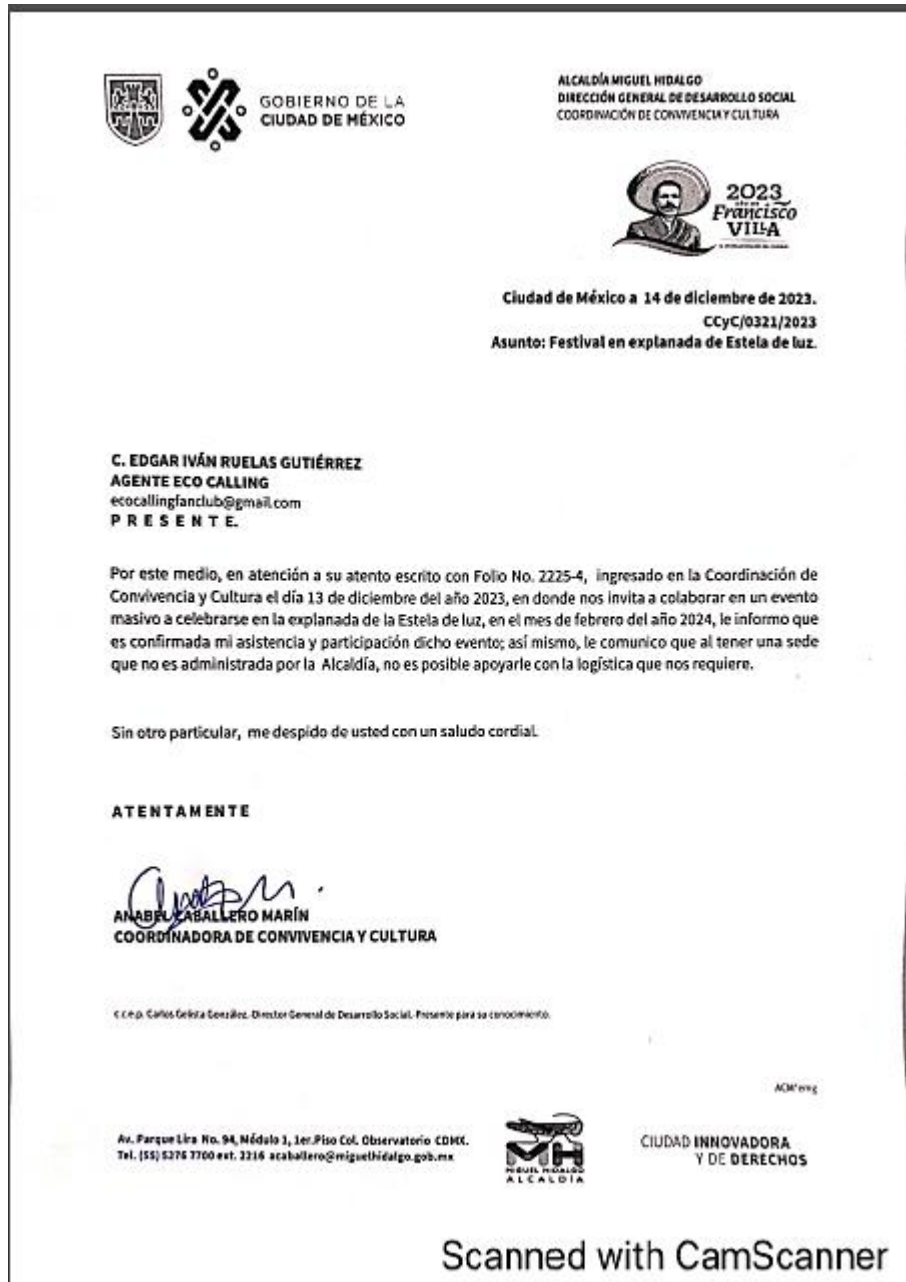 GOBIERNO DE LA
CIUDAD DE MÉXICO
ALCALDÍA MIGUEL HIDALGO
DIRECCIÓN GENERAL DE DESARROLLO SOCIAL
COORDINACIÓN DE CONVIVENCIA Y CULTURA
2023
Francisco
VILLA
Ciudad de México a 14 de diciembre de 2023.
CCyC/0321/2023
Asunto: Festival en explanada de Estela de luz.
C. EDGAR IVÁN RUELAS GUTIÉRREZ
AGENTE ECO CALLING
ecocallingfanclub@gmail.com
P R E S E N T E.
Por este medio, en atención a su atento escrito con Folio No. 2225-4, ingresado en la Coordinación de
Convivencia y Cultura el día 13 de diciembre del año 2023, en donde nos invita a colaborar en un evento
masivo a celebrarse en la explanada de la Estela de luz, en el mes de febrero del año 2024, le informo que
es confirmada mi asistencia y participación dicho evento; así mismo, le comunico que al tener una sede
que no es administrada por la Alcaldía, no es posible apoyarle con la logística que nos requiere.
Sin otro particular, me despido de usted con un saludo cordial.
ATENTAMENTE
ANABEL CABALLERO MARÍN
COORDINADORA DE CONVIVENCIA Y CULTURA
c.c.e.p. Carlos Gelista González.-Director General de Desarrollo Social.-Presente para su conocimiento.
ACM*emg
Av. Parque Lira No. 94, Módulo 1, 1er.Piso Col. Observatorio CDMX.
Tel. (55) 5276 7700 ext. 2216 acaballero@miguelhidalgo.gob.mx
MH
MIGUEL HIDALGO
ALCALDÍA
CIUDAD INNOVADORA
Y DE DERECHOS
Scanned with CamScanner